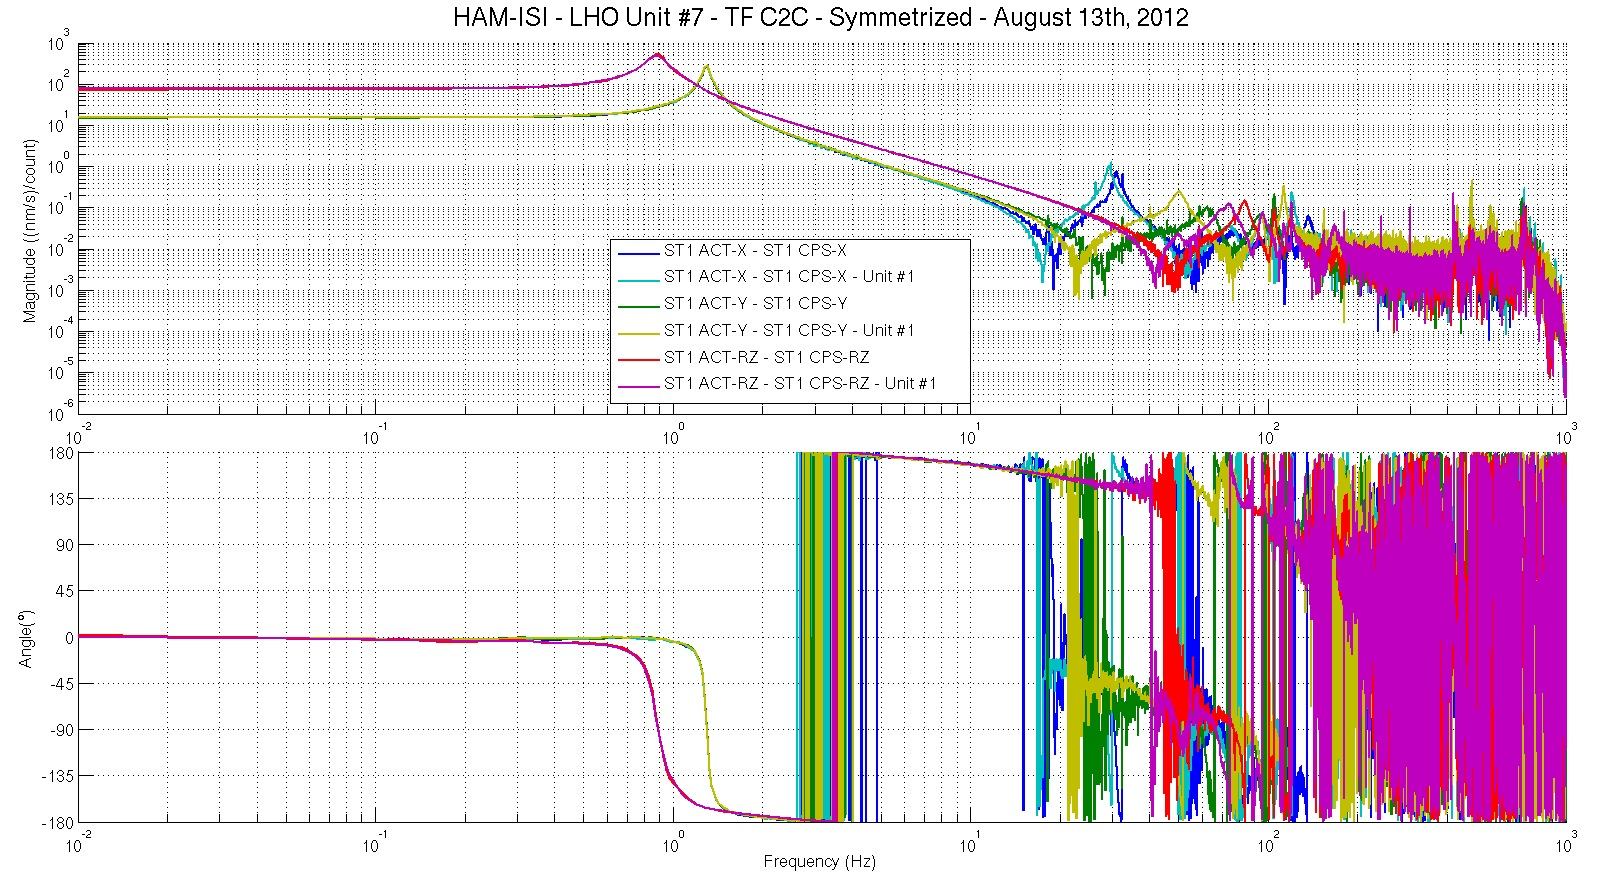 HAM-ISI - LHO Unit #7 - TF C2C - Symmetrized - August 13th, 2012
10^3
10^2
10^1
10^0
10^-1
10^-2
10^-3
10^-4
10^-5
10^-5
10^-6
Magnitude ((nm/s)/count)
ST1 ACT-X - ST1 CPS-X
ST1 ACT-X - ST1 CPS-X - Unit #1
ST1 ACT-Y - ST1 CPS-Y
ST1 ACT-Y - ST1 CPS-Y - Unit #1
ST1 ACT-RZ - ST1 CPS-RZ
ST1 ACT-RZ - ST1 CPS-RZ - Unit #1
10^-2 10^-1 10^0 10^1 10^2 10^3
180
135
90
45
0
-45
-90
-135
-180
Angle(°)
10^-2 10^-1 10^0 10^1 10^2 10^3
Frequency (Hz)